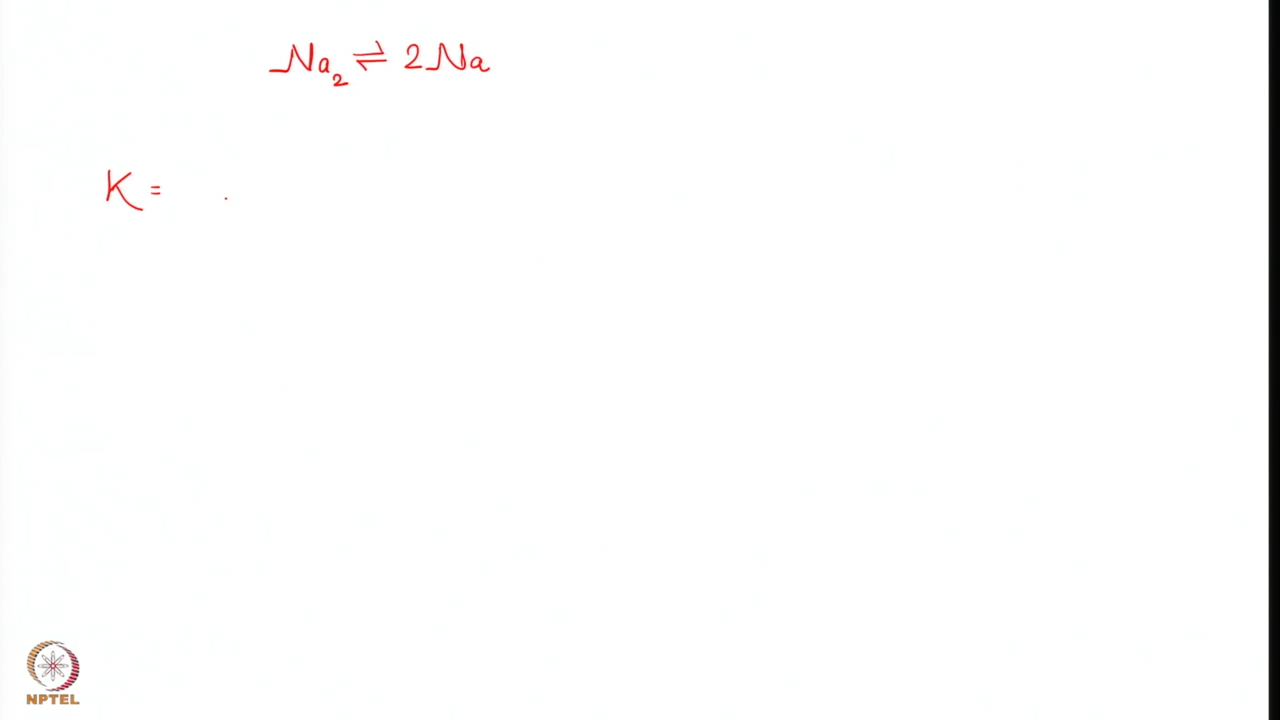 Na₂ ⇌ 2Na
K =
NPTEL